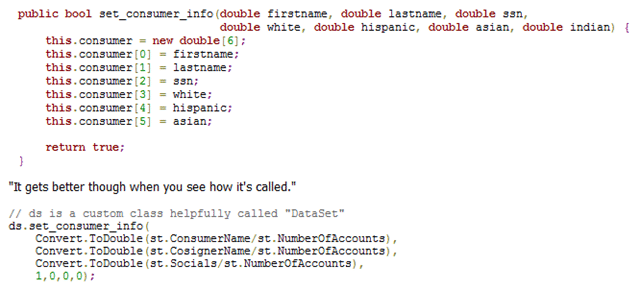 public bool set_consumer_info(double firstname, double lastname, double ssn,
double white, double hispanic, double asian, double indian) {
this.consumer = new double[6];
this.consumer[0] = firstname;
this.consumer[1] = lastname;
this.consumer[2] = ssn;
this.consumer[3] = white;
this.consumer[4] = hispanic;
this.consumer[5] = asian;
return true;
}
"It gets better though when you see how it's called."
// ds is a custom class helpfully called "DataSet"
ds.set_consumer_info(
Convert.ToDouble(st.ConsumerName/st.NumberOfAccounts),
Convert.ToDouble(st.CosignerName/st.NumberOfAccounts),
Convert.ToDouble(st.Socials/st.NumberOfAccounts),
1,0,0,0);